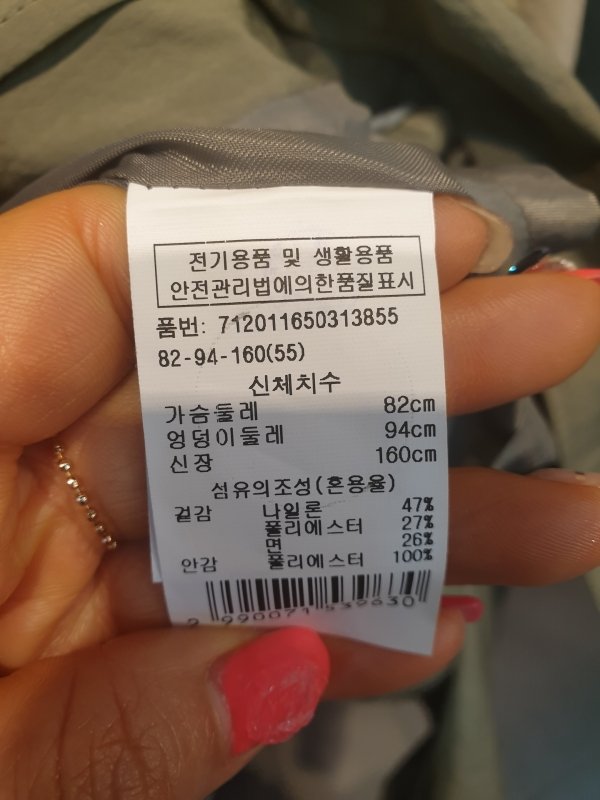 전기용품 및 생활용품
안전관리법에의한품질표시
품번: 712011650313855
82-94-160(55)
신체치수
가슴둘레 82cm
엉덩이둘레 94cm
신장 160cm
섬유의조성(혼용율)
겉감 나일론 47%
폴리에스터 27%
면 26%
안감 폴리에스터 100%
2 990071 539630